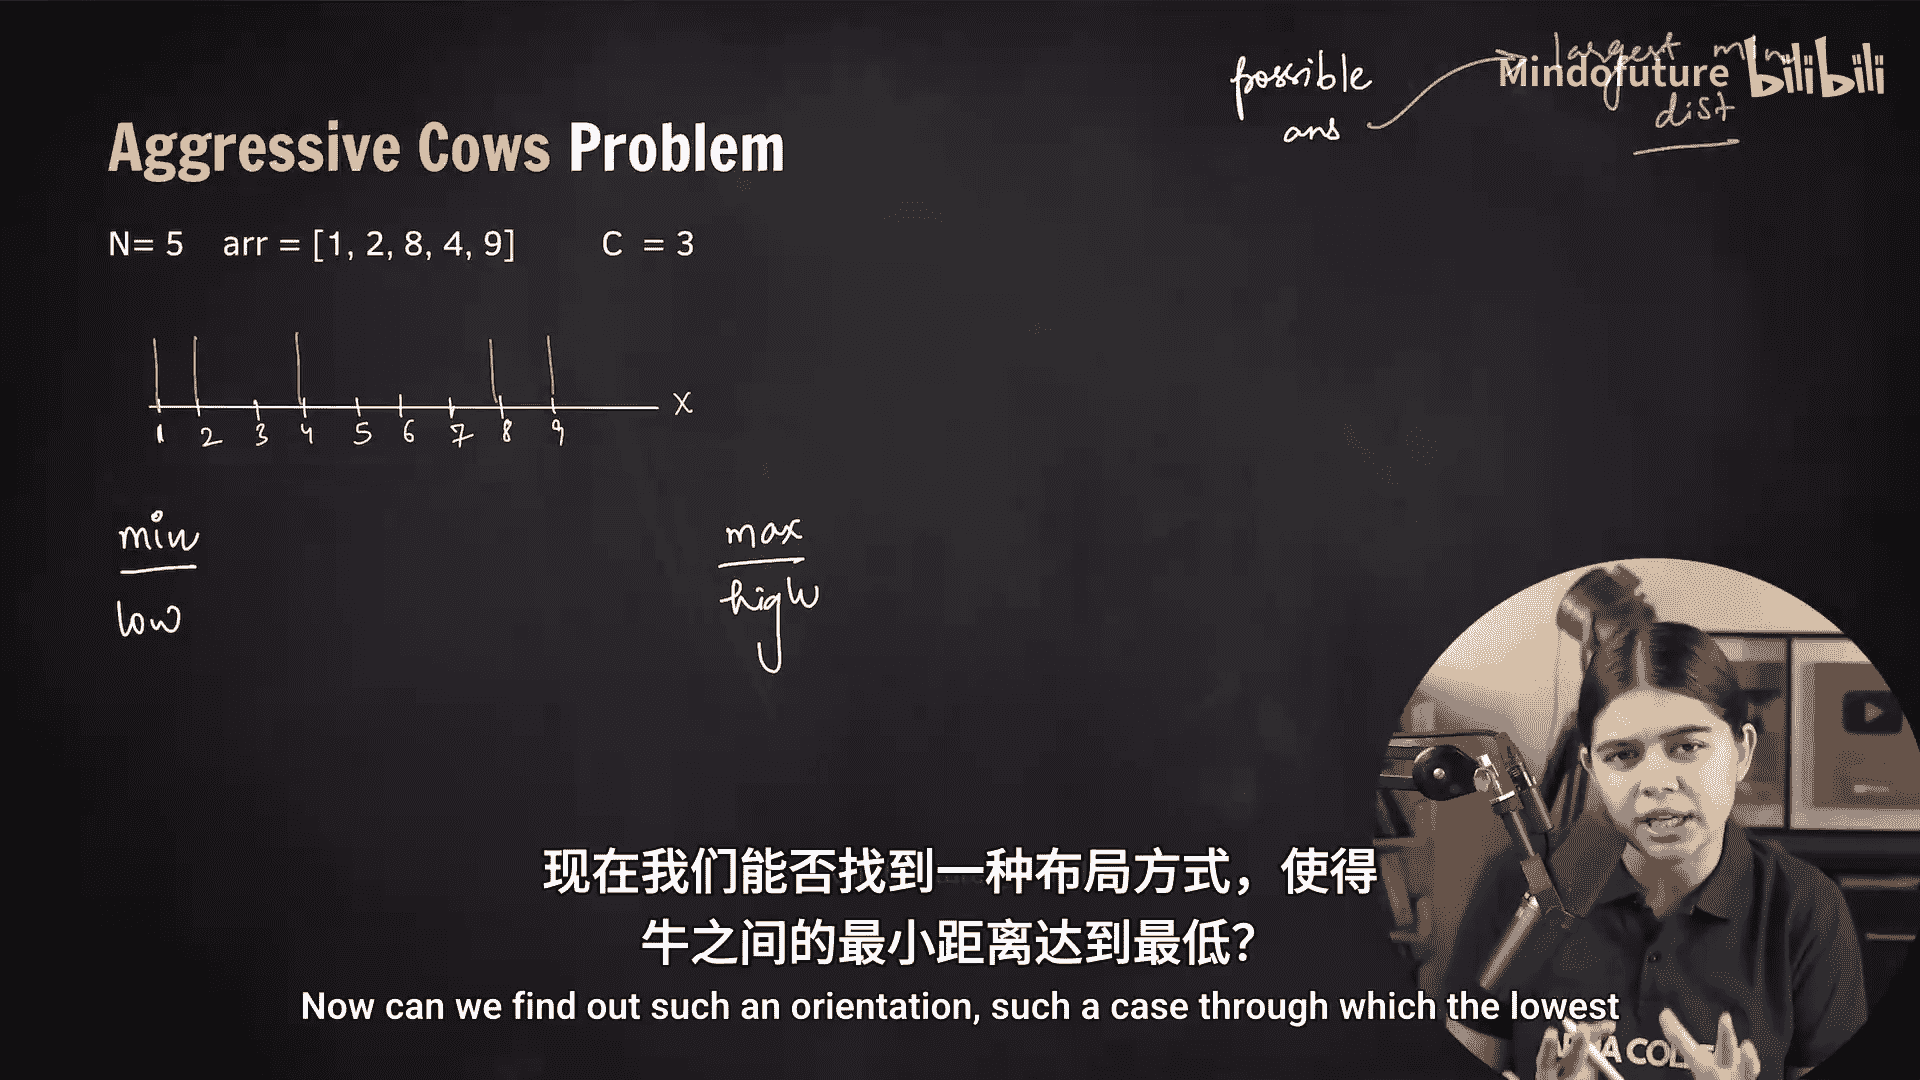 possible
ans
largest min
dist
Mindofuture bilibili
Aggressive Cows Problem
N= 5 arr = [1, 2, 8, 4, 9] C = 3
x
1 2 3 4 5 6 7 8 9
min
low
max
high
现在我们能否找到一种布局方式，使得
牛之间的最小距离达到最低？
Now can we find out such an orientation, such a case through which the lowest